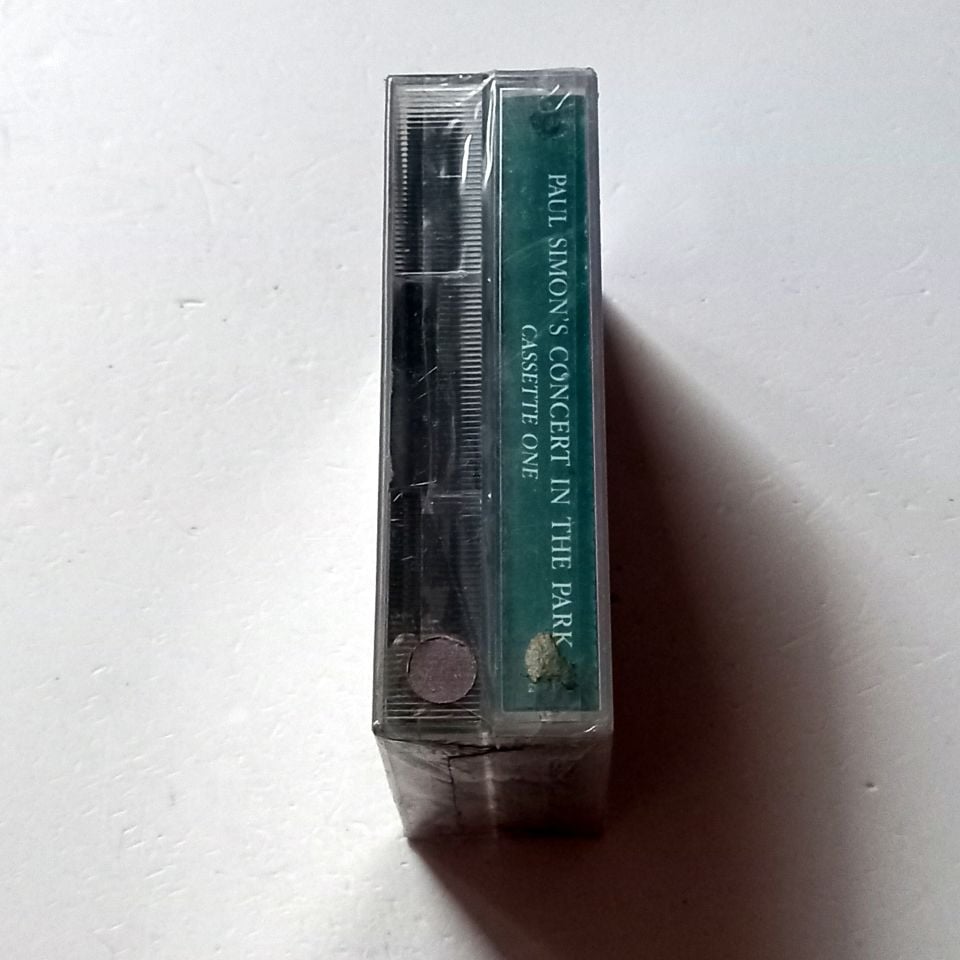 PAUL SIMON'S CONCERT IN THE PARK
CASSETTE ONE